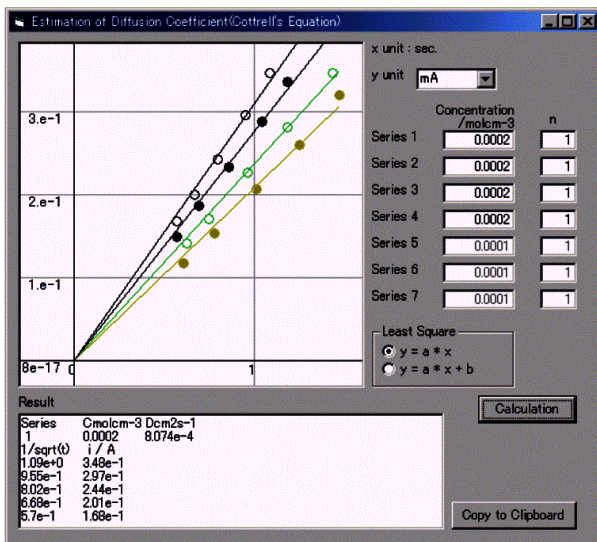 Estimation of Diffusion Coefficient(Cottrell's Equation)
x unit : sec.
y unit mA
Concentration
/molcm-3 n
Series 1 0.0002 1
Series 2 0.0002 1
Series 3 0.0002 1
Series 4 0.0002 1
Series 5 0.0001 1
Series 6 0.0001 1
Series 7 0.0001 1
3.e-1
2.e-1
1.e-1
8e-17 0 1
Least Square
y = a * x
y = a * x + b
Result
Calculation
Series Cmolcm-3 Dcm2s-1
1 0.0002 8.074e-4
1/sqrt(t) i / A
1.09e+0 3.48e-1
9.55e-1 2.97e-1
8.02e-1 2.44e-1
6.68e-1 2.01e-1
5.7e-1 1.68e-1
Copy to Clipboard